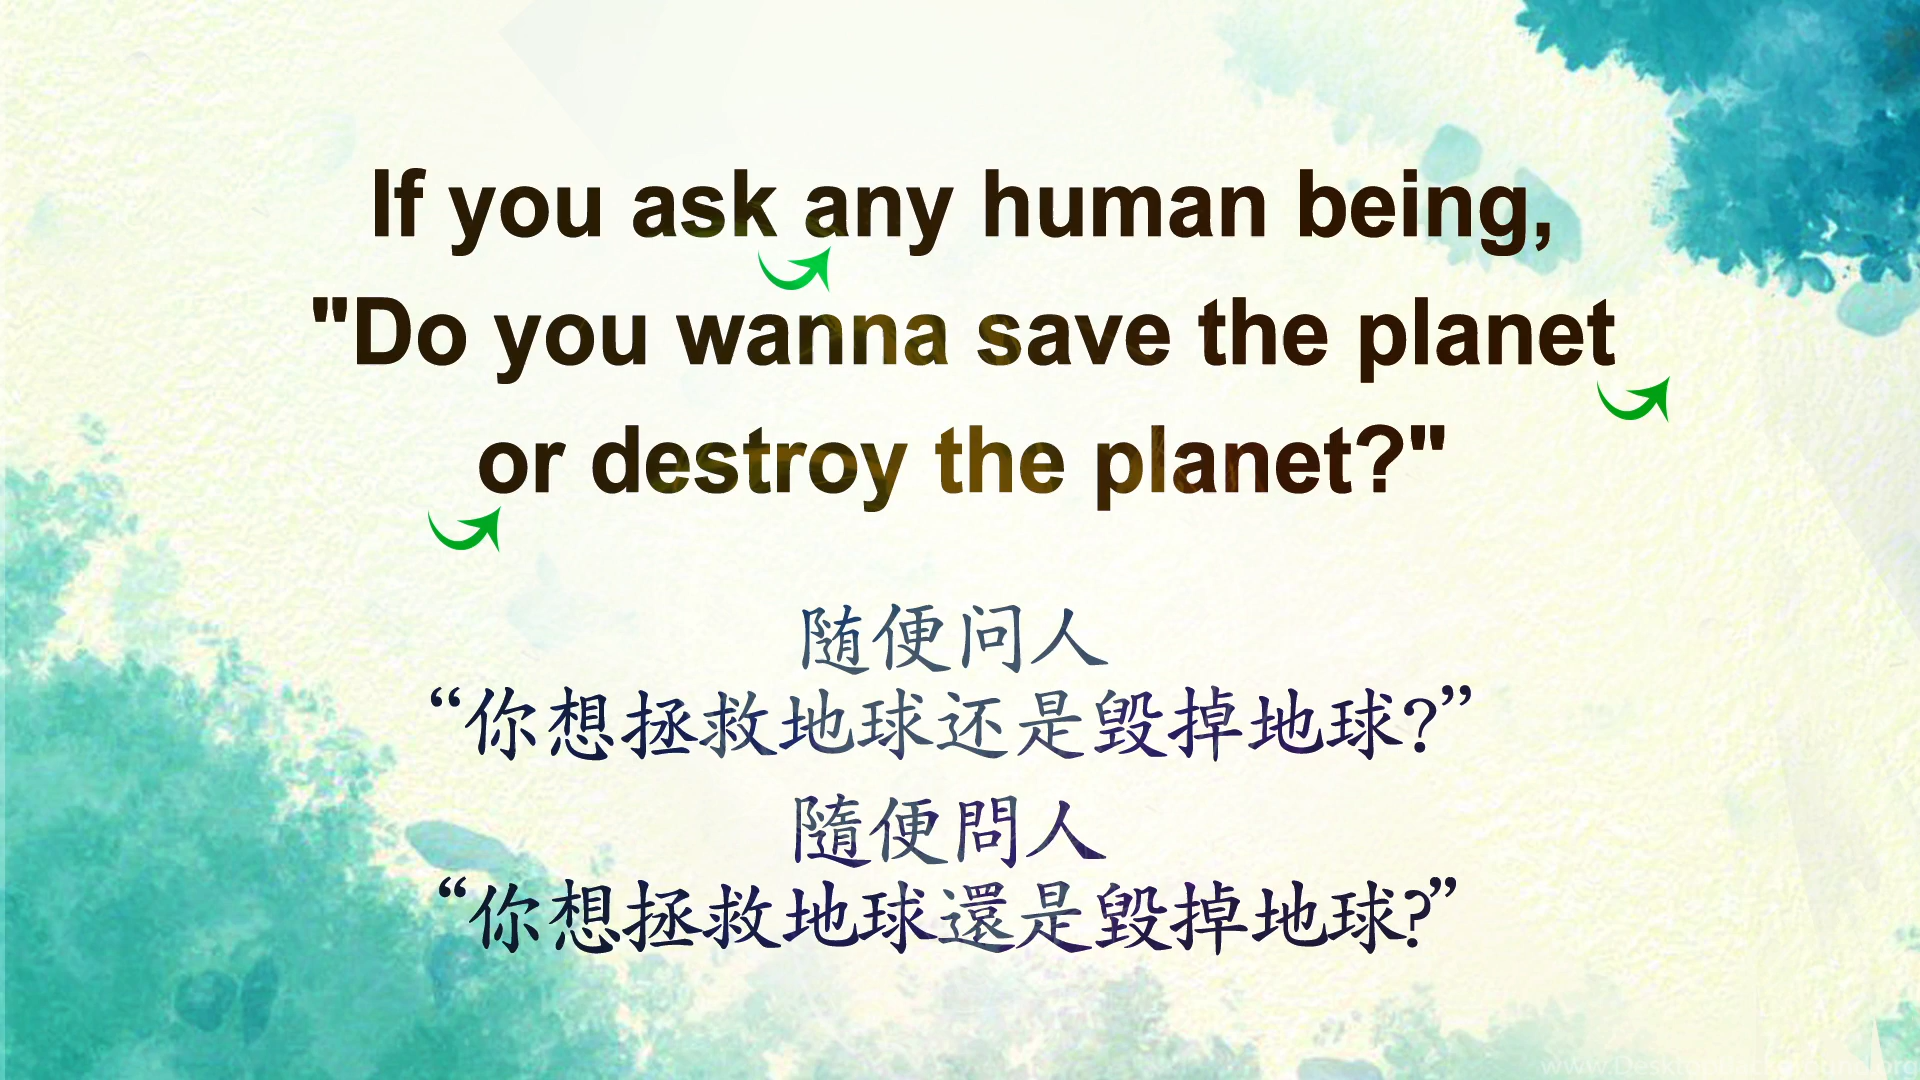 If you ask any human being,
"Do you wanna save the planet
or destroy the planet?"
随便问人
“你想拯救地球还是毁掉地球?”
隨便問人
“你想拯救地球還是毀掉地球?”